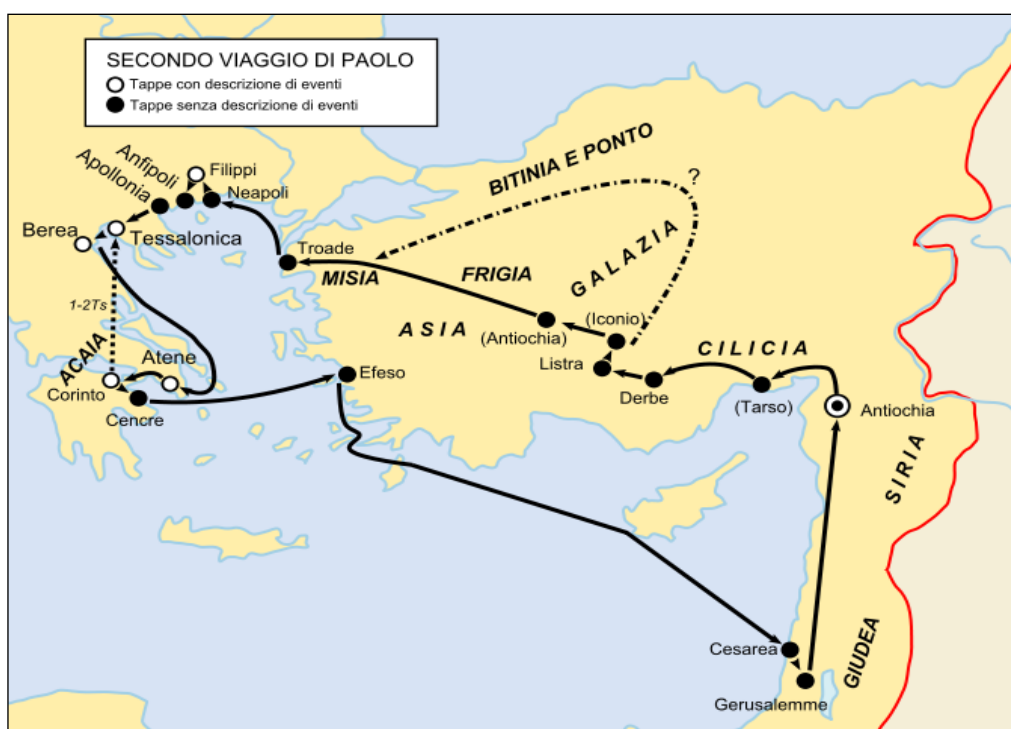 SECONDO VIAGGIO DI PAOLO
Tappe con descrizione di eventi
Tappe senza descrizione di eventi
BITINIA E PONTO
?
Filippi
Anfipoli
Apollonia
Neapoli
Berea
Tessalonica
Troade
MISIA
FRIGIA
GALAZIA
1-2Ts
ASIA
(Antiochia)
(Iconio)
Listra
Derbe
CILICIA
(Tarso)
Antiochia
ACAIA
Atene
Corinto
Cencre
Efeso
SIRIA
Cesarea
GIUDEA
Gerusalemme